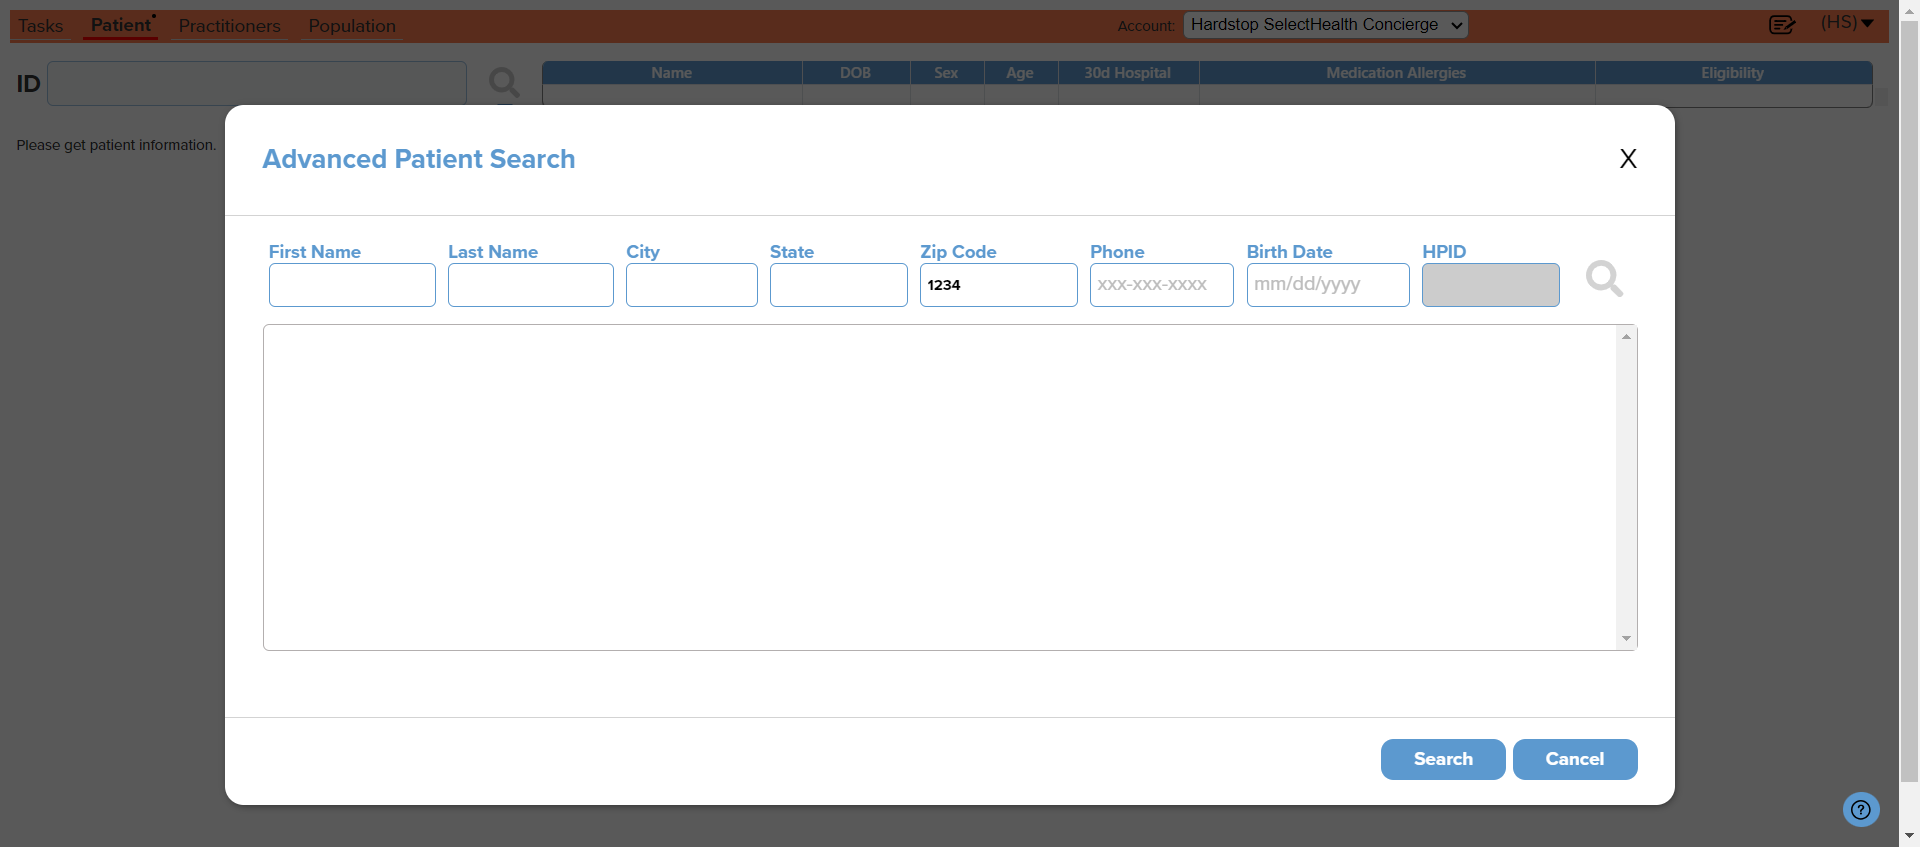 Tasks Patient Practitioners Population Account: Hardstop SelectHealth Concierge (HS)
ID
Name DOB Sex Age 30d Hospital Medication Allergies Eligibility
Please get patient information.
Advanced Patient Search X
First Name Last Name City State Zip Code Phone Birth Date HPID
1234 xxx-xxx-xxxx mm/dd/yyyy
Search Cancel
?